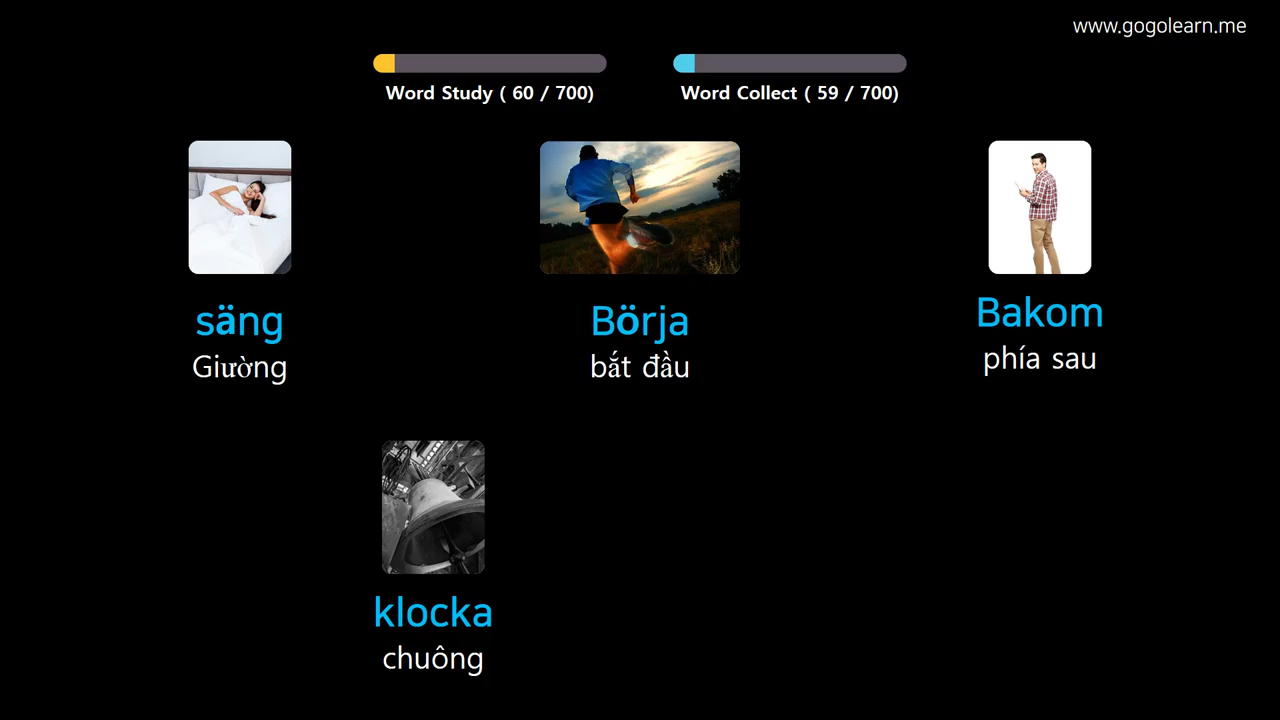 www.gogolearn.me
Word Study ( 60 / 700)
Word Collect ( 59 / 700)
säng
Giường
Börja
bắt đầu
Bakom
phía sau
klocka
chuông